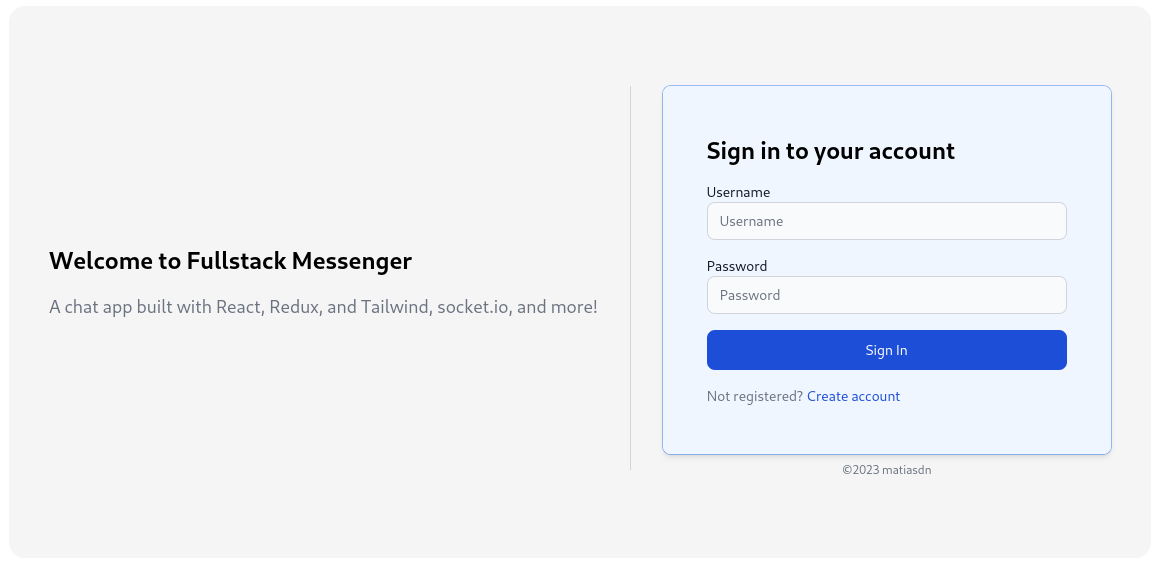 Welcome to Fullstack Messenger
A chat app built with React, Redux, and Tailwind, socket.io, and more!
Sign in to your account
Username
Username
Password
Password
Sign In
Not registered? Create account
©2023 matiasdn